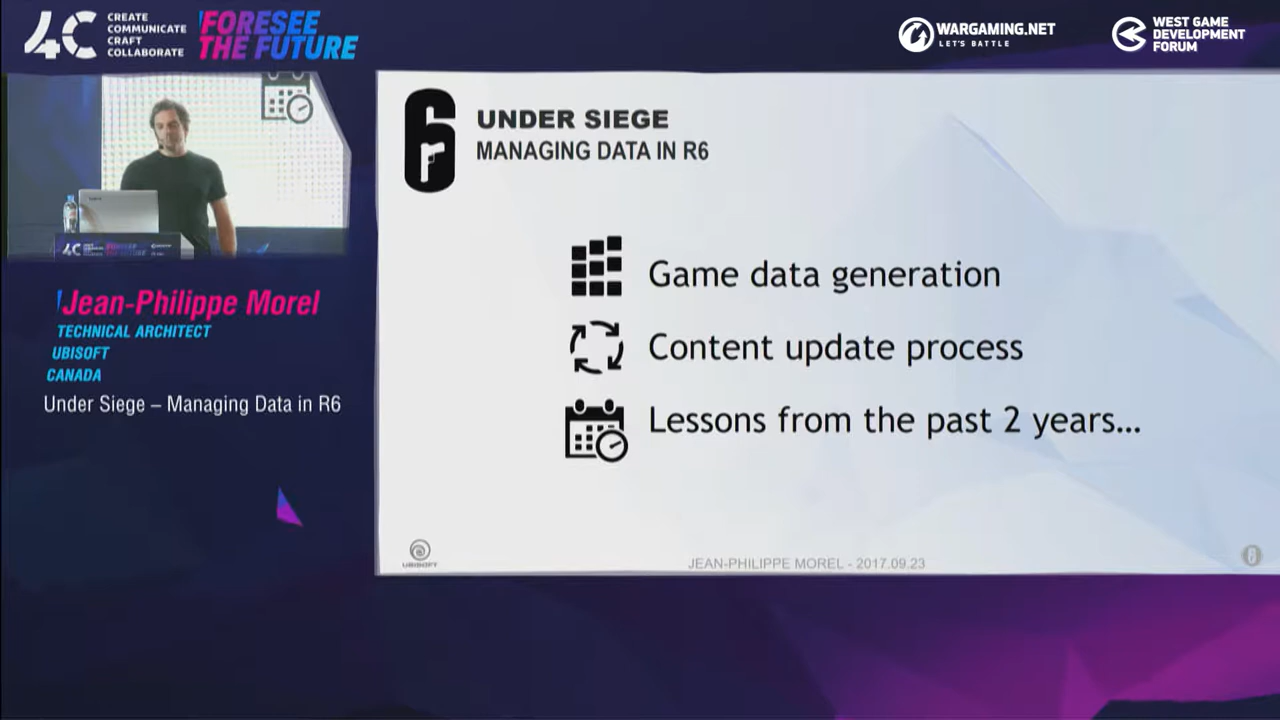 4C
CREATE
COMMUNICATE
CRAFT
COLLABORATE
FORESEE
THE FUTURE
WARGAMING.NET
LET'S BATTLE
WEST GAME
DEVELOPMENT
FORUM
UNDER SIEGE
MANAGING DATA IN R6
Game data generation
Content update process
Lessons from the past 2 years...
UBISOFT
JEAN-PHILIPPE MOREL - 2017.09.23
Jean-Philippe Morel
TECHNICAL ARCHITECT
UBISOFT
CANADA
Under Siege – Managing Data in R6